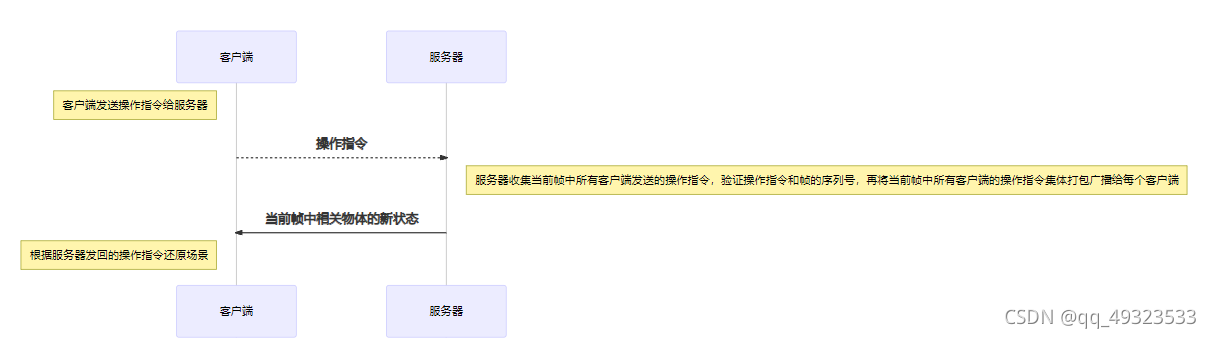 客户端
服务器
客户端发送操作指令给服务器
操作指令
服务器收集当前帧中所有客户端发送的操作指令，验证操作指令和帧的序列号，再将当前帧中所有客户端的操作指令集体打包广播给每个客户端
当前帧中相关物体的新状态
根据服务器发回的操作指令还原场景
客户端
服务器
CSDN @qq_49323533